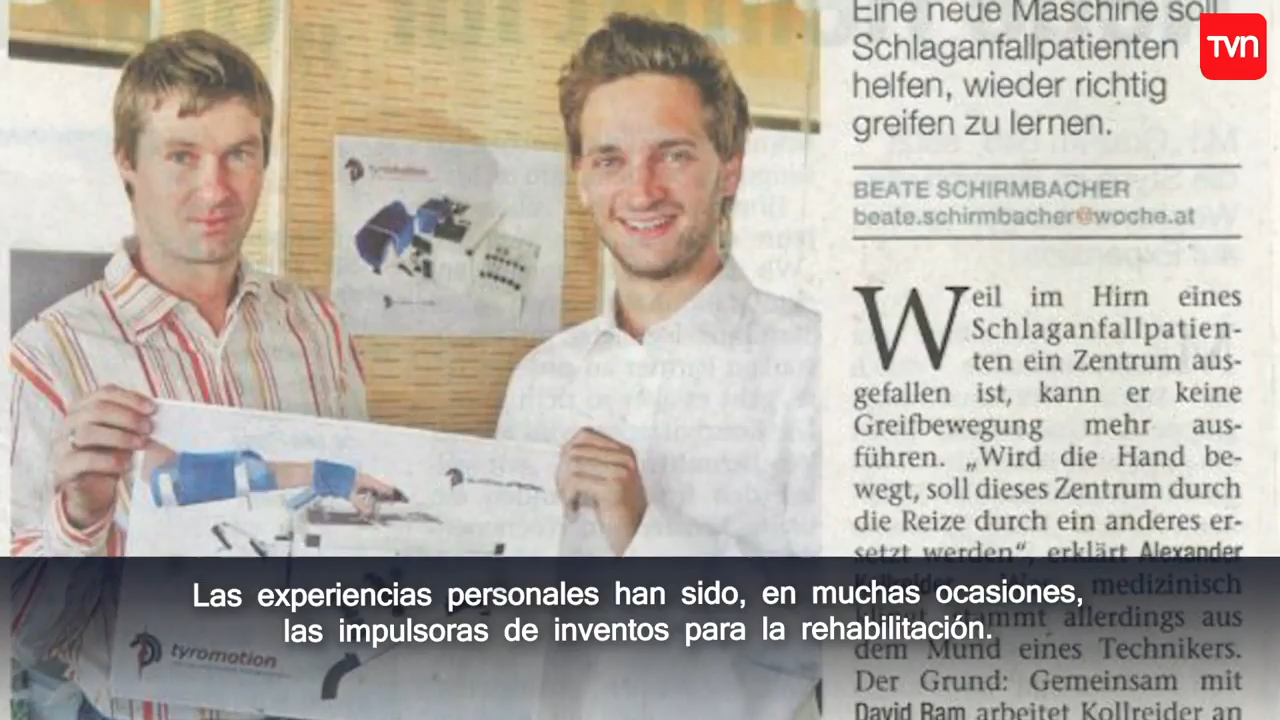 Eine neue Maschine soll
Schlaganfallpatienten
helfen, wieder richtig
greifen zu lernen.
TVN
BEATE SCHIRMBACHER
beate.schirmbacher@woche.at
Weil im Hirn eines
Schlaganfallpatien-
ten ein Zentrum aus-
gefallen ist, kann er keine
Greifbewegung mehr aus-
führen. „Wird die Hand be-
wegt, soll dieses Zentrum durch
die Reize durch ein anderes er-
setzt werden“, erklärt Alexander
medizinisch
allerdings aus
dem Mund eines Technikers.
Der Grund: Gemeinsam mit
David Ram arbeitet Kollreider an
tyromotion
tyromotion
Las experiencias personales han sido, en muchas ocasiones,
las impulsoras de inventos para la rehabilitación.